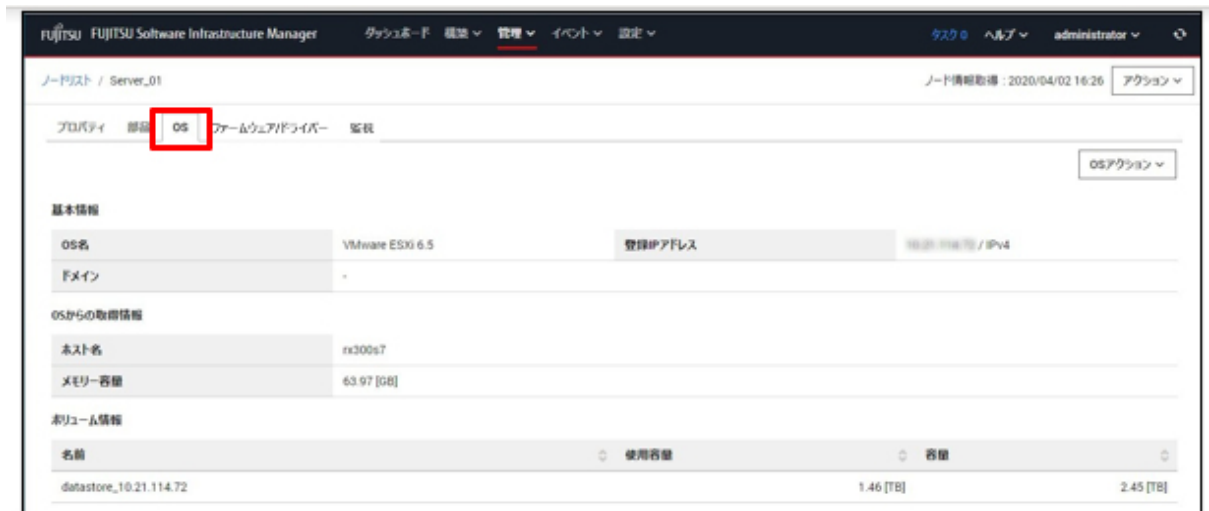 FUJITSU FUJITSU Software Infrastructure Manager ダッシュボード 構築 管理 イベント 設定 タスク 0 ヘルプ administrator
ノードリスト / Server_01 ノード情報取得 : 2020/04/02 16:26 アクション
プロパティ 部品 OS ファームウェア/ドライバー 監視
OSアクション
基本情報
OS名 VMware ESXi 6.5 登録IPアドレス / IPv4
ドメイン -
OSからの取得情報
ホスト名 rx300s7
メモリー容量 63.97 [GB]
ボリューム情報
名前 使用容量 容量
datastore_10.21.114.72 1.46 [TB] 2.45 [TB]